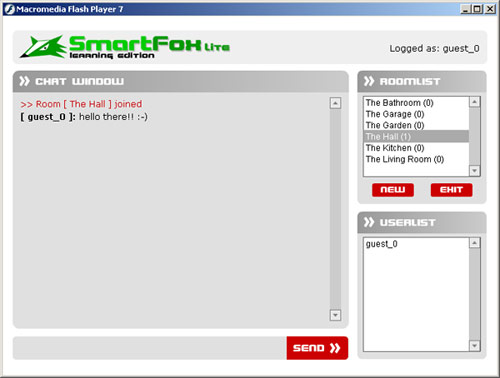 Macromedia Flash Player 7
SmartFox Lite
learning edition
Logged as: guest_0
CHAT WINDOW
>> Room [ The Hall ] joined
[ guest_0 ]: hello there!! :-)
SEND
ROOMLIST
The Bathroom (0)
The Garage (0)
The Garden (0)
The Hall (1)
The Kitchen (0)
The Living Room (0)
NEW
EXIT
USERLIST
guest_0